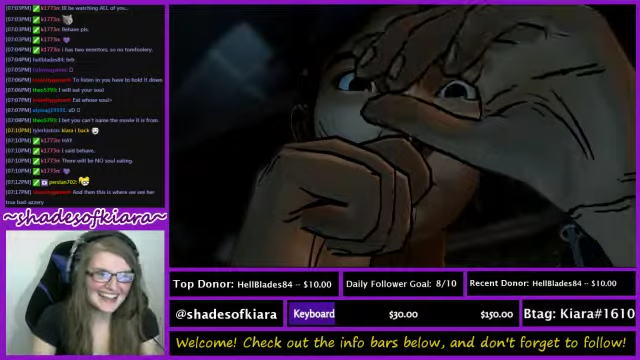 (07:03PM) k1773n: Ill be watching ALL of you..
(07:03PM) k1773n:
(07:03PM) k1773n: Behave pls.
(07:03PM) k1773n:
(07:04PM) k1773n: i has two monitors, so no tomfoolery.
(07:04PM) hellblades84: brb
(07:05PM)
(07:06PM) To listen in you have to hold it down
(07:06PM) theo5793: I will eat your soul
(07:07PM) Eat whose soul>
(07:07PM) xD
(07:08PM) theo5793: I bet you can't name the movie it is from.
(07:10PM) tylerjoston: kiara i back
(07:10PM) k1773n: HAY!
(07:10PM) k1773n: I said behave.
(07:10PM) k1773n: There will be NO soul eating.
(07:10PM) k1773n:
(07:12PM) persian702:
(07:17PM) And then this is where we see her
true bad-azzery
~shadesofkiara~
Top Donor: HellBlades84 -- $10.00
Daily Follower Goal: 8/10
Recent Donor: HellBlades84 -- $10.00
@shadesofkiara
Keyboard $30.00 $150.00
Btag: Kiara#1610
Welcome! Check out the info bars below, and don't forget to follow!